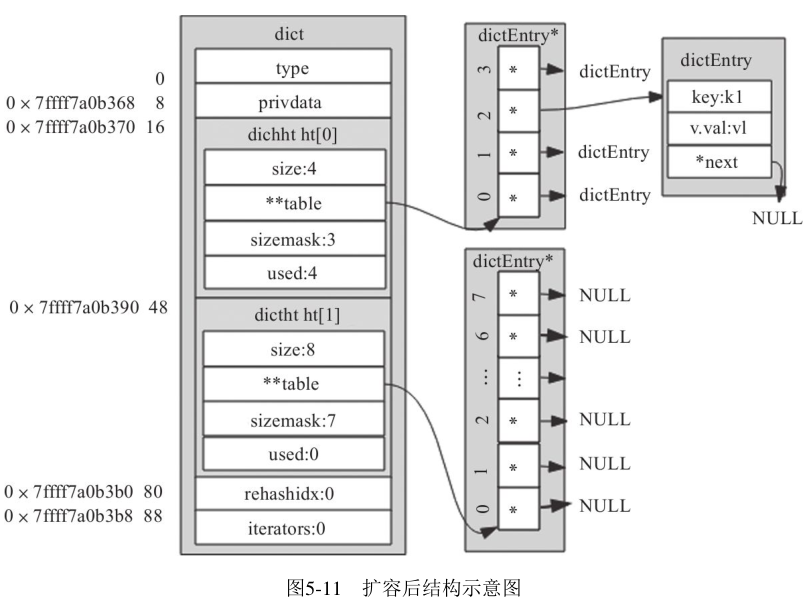 dict
type
privdata
dichht ht[0]
size:4
**table
sizemask:3
used:4
dictht ht[1]
size:8
**table
sizemask:7
used:0
rehashidx:0
iterators:0
0
0 × 7ffff7a0b368 8
0 × 7ffff7a0b370 16
0 × 7ffff7a0b390 48
0 × 7ffff7a0b3b0 80
0 × 7ffff7a0b3b8 88
dictEntry*
3 * dictEntry
2 *
1 * dictEntry
0 * dictEntry
dictEntry
key:k1
v.val:vl
*next
NULL
dictEntry*
7 * NULL
6 * NULL
… ⋮
2 * NULL
1 * NULL
0 * NULL
图5-11 扩容后结构示意图